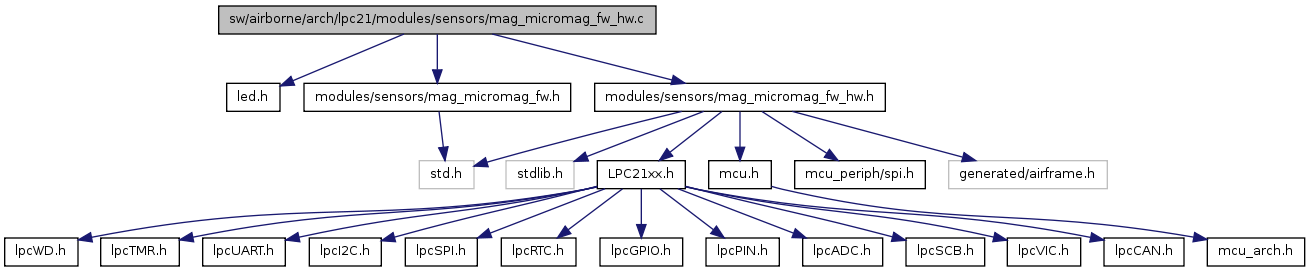 sw/airborne/arch/lpc21/modules/sensors/mag_micromag_fw_hw.c
led.h
modules/sensors/mag_micromag_fw.h
modules/sensors/mag_micromag_fw_hw.h
std.h
stdlib.h
LPC21xx.h
mcu.h
mcu_periph/spi.h
generated/airframe.h
lpcWD.h
lpcTMR.h
lpcUART.h
lpcI2C.h
lpcSPI.h
lpcRTC.h
lpcGPIO.h
lpcPIN.h
lpcADC.h
lpcSCB.h
lpcVIC.h
lpcCAN.h
mcu_arch.h